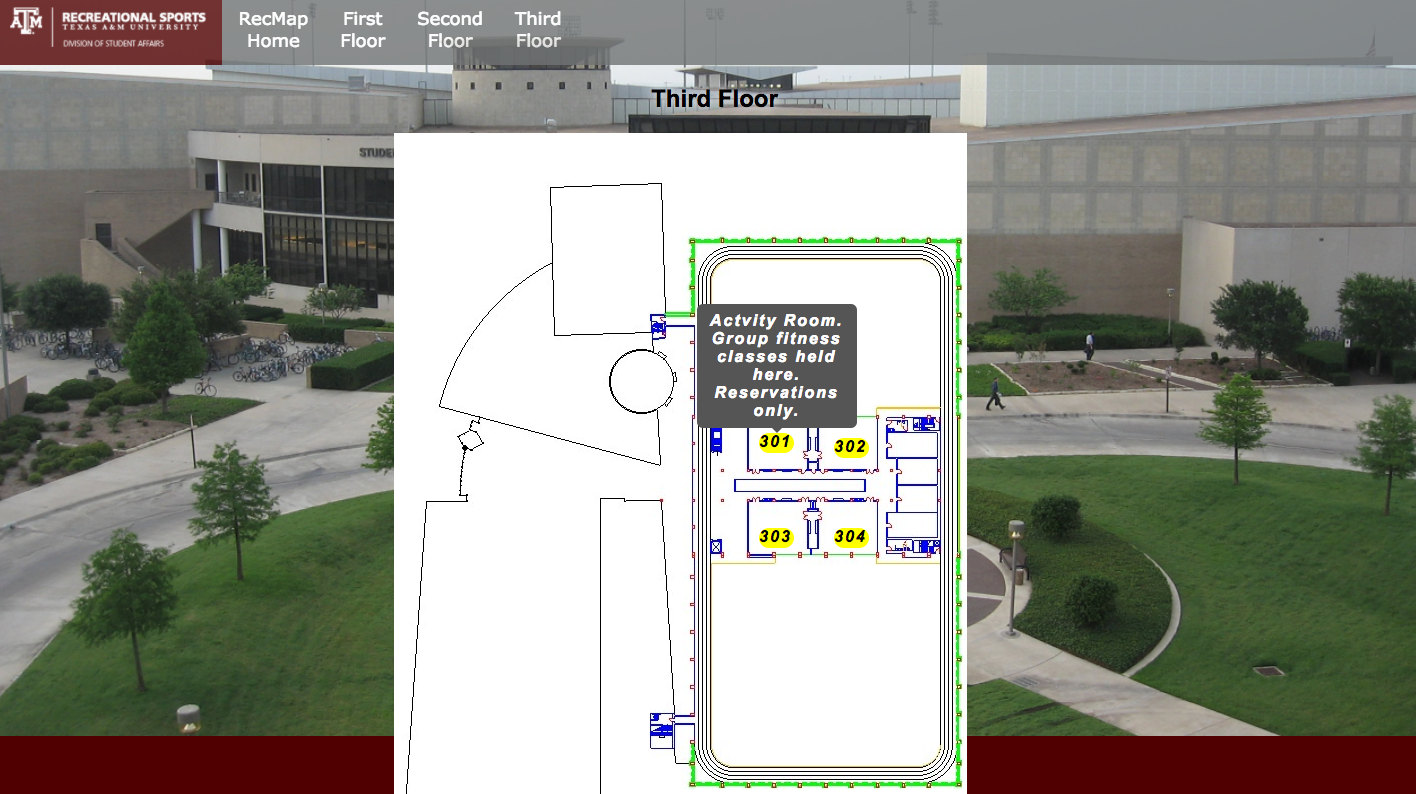 RECREATIONAL SPORTS
TEXAS A&M UNIVERSITY
DIVISION OF STUDENT AFFAIRS
RecMap
Home
First
Floor
Second
Floor
Third
Floor
Third Floor
STUDE
Actvity Room.
Group fitness
classes held
here.
Reservations
only.
301
302
303
304